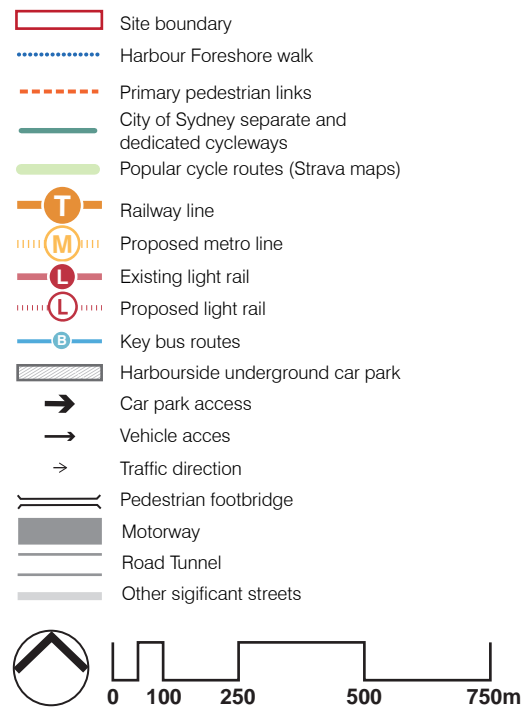 Site boundary
Harbour Foreshore walk
Primary pedestrian links
City of Sydney separate and
dedicated cycleways
Popular cycle routes (Strava maps)
T Railway line
M Proposed metro line
L Existing light rail
L Proposed light rail
B Key bus routes
Harbourside underground car park
Car park access
Vehicle acces
Traffic direction
Pedestrian footbridge
Motorway
Road Tunnel
Other sigificant streets
0 100 250 500 750m